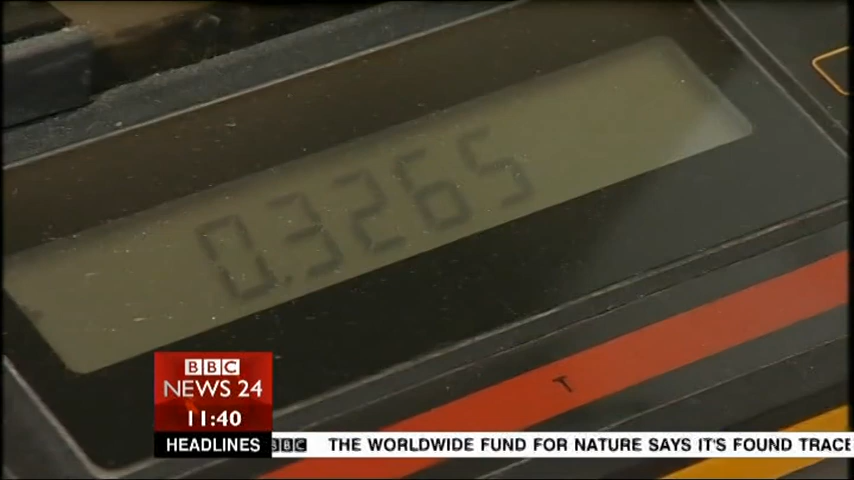 0.3265
T
BBC
NEWS 24
11:40
HEADLINES
BBC THE WORLDWIDE FUND FOR NATURE SAYS IT'S FOUND TRACE